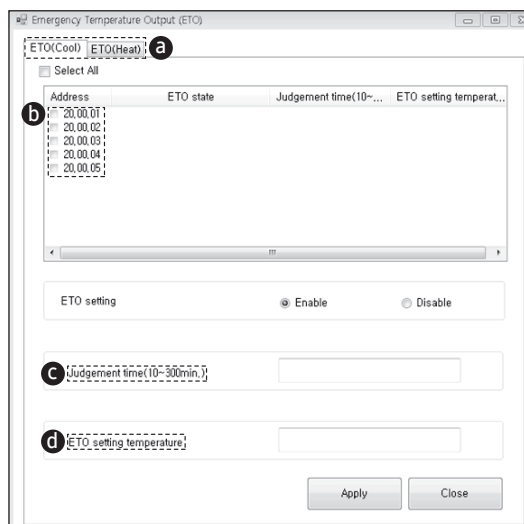 Emergency Temperature Output (ETO)
ETO(Cool) ETO(Heat) a
Select All
Address ETO state Judgement time(10~... ETO setting temperat...
b 20,00,01
20,00,02
20,00,03
20,00,04
20,00,05
ETO setting Enable Disable
c Judgement time(10~300min.)
d ETO setting temperature
Apply Close